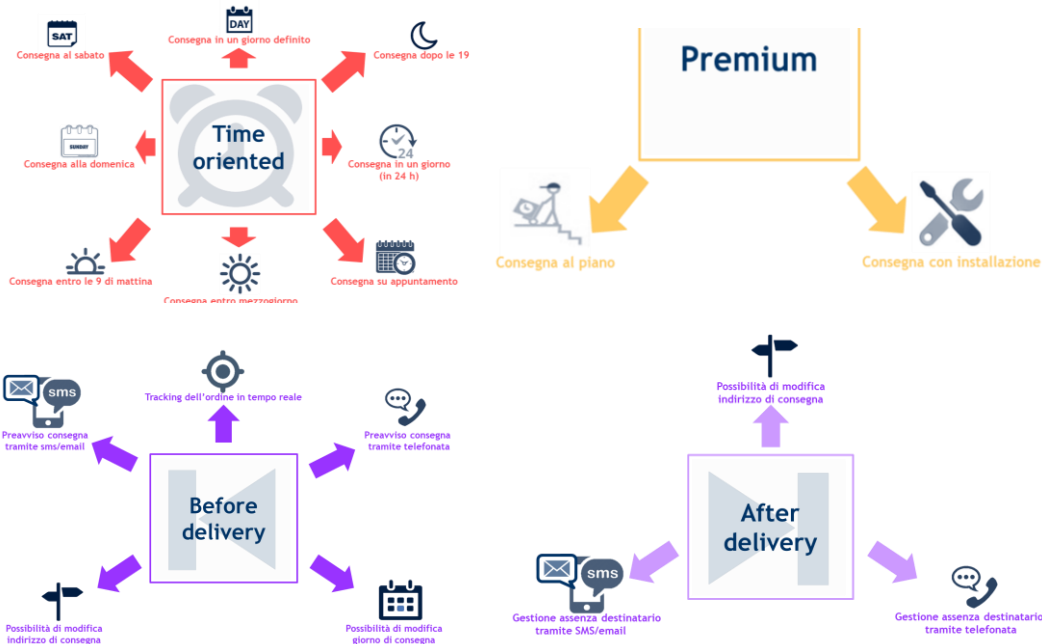 SAT
Consegna al sabato
DAY
Consegna in un giorno definito
Consegna dopo le 19
Time
oriented
SUNDAY
Consegna alla domenica
24
Consegna in un giorno
(in 24 h)
Consegna entro le 9 di mattina
Consegna entro mezzogiorno
Consegna su appuntamento
Premium
Consegna al piano
Consegna con installazione
sms
Preavviso consegna
tramite sms/email
Tracking dell'ordine in tempo reale
Preavviso consegna
tramite telefonata
Before
delivery
Possibilità di modifica
indirizzo di consegna
Possibilità di modifica
giorno di consegna
Possibilità di modifica
indirizzo di consegna
After
delivery
sms
Gestione assenza destinatario
tramite SMS/email
Gestione assenza destinatario
tramite telefonata